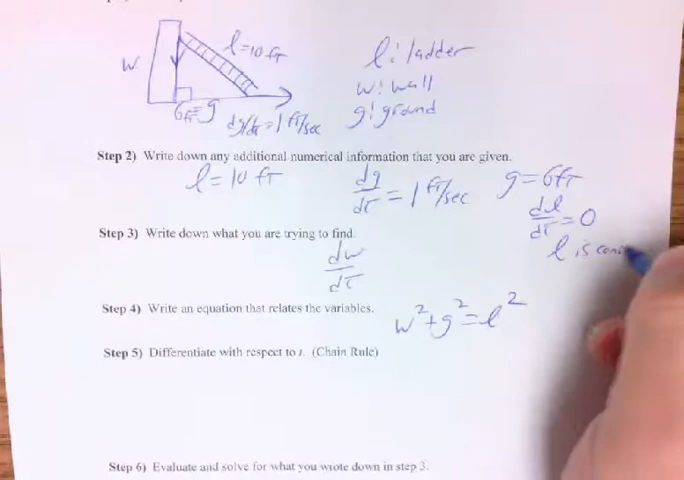 l=10 ft
l: ladder
w
w: wall
6ft=g
g: ground
dg/dt=1 ft/sec
Step 2) Write down any additional numerical information that you are given.
l=10 ft
dg/dt = 1 ft/sec
g=6ft
dl/dt=0
Step 3) Write down what you are trying to find.
l is cons
dw/dt
Step 4) Write an equation that relates the variables.
w²+g²=l²
Step 5) Differentiate with respect to t. (Chain Rule)
Step 6) Evaluate and solve for what you wrote down in step 3.